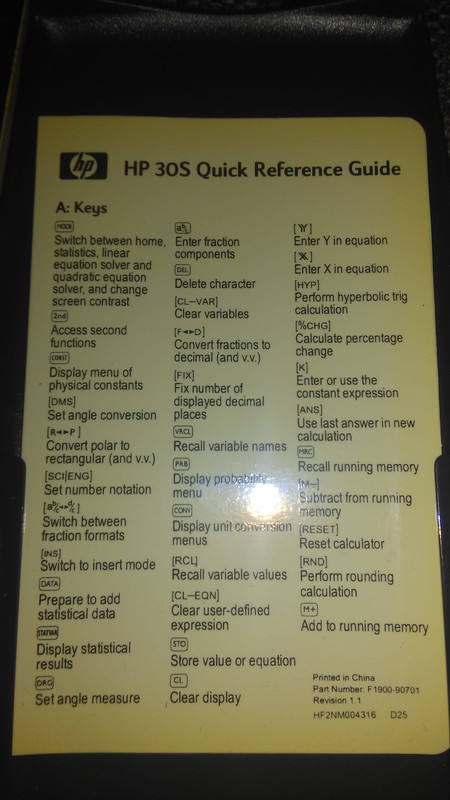 hp
HP 30S Quick Reference Guide
A: Keys
MODE
Switch between home,
statistics, linear
equation solver and
quadratic equation
solver, and change
screen contrast
2nd
Access second
functions
CONST
Display menu of
physical constants
[DMS]
Set angle conversion
[R◄►P]
Convert polar to
rectangular (and v.v.)
[SCI|ENG]
Set number notation
[ab/c◄►d/c]
Switch between
fraction formats
[INS]
Switch to insert mode
DATA
Prepare to add
statistical data
STATVAR
Display statistical
results
DRG
Set angle measure
ab/c
Enter fraction
components
DEL
Delete character
[CL-VAR]
Clear variables
[F◄►D]
Convert fractions to
decimal (and v.v.)
[FIX]
Fix number of
displayed decimal
places
VRCL
Recall variable names
PRB
Display probability
menu
CONV
Display unit conversion
menus
[RCL]
Recall variable values
[CL-EQN]
Clear user-defined
expression
STO
Store value or equation
CL
Clear display
[Y]
Enter Y in equation
[X]
Enter X in equation
[HYP]
Perform hyperbolic trig
calculation
[%CHG]
Calculate percentage
change
[K]
Enter or use the
constant expression
[ANS]
Use last answer in new
calculation
MRC
Recall running memory
[M-]
Subtract from running
memory
[RESET]
Reset calculator
[RND]
Perform rounding
calculation
M+
Add to running memory
Printed in China
Part Number: F1900-90701
Revision 1.1
HF2NM004316 D25